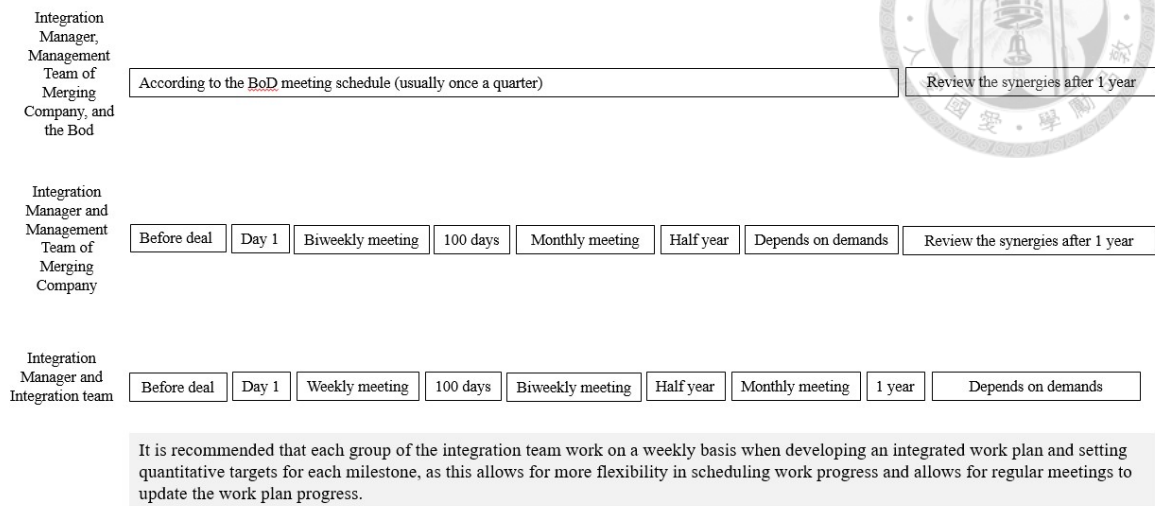 Integration
Manager,
Management
Team of
Merging
Company, and
the Bod
According to the BoD meeting schedule (usually once a quarter)
Review the synergies after 1 year
Integration
Manager and
Management
Team of
Merging
Company
Before deal
Day 1
Biweekly meeting
100 days
Monthly meeting
Half year
Depends on demands
Review the synergies after 1 year
Integration
Manager and
Integration team
Before deal
Day 1
Weekly meeting
100 days
Biweekly meeting
Half year
Monthly meeting
1 year
Depends on demands
It is recommended that each group of the integration team work on a weekly basis when developing an integrated work plan and setting
quantitative targets for each milestone, as this allows for more flexibility in scheduling work progress and allows for regular meetings to
update the work plan progress.
國愛·學勵